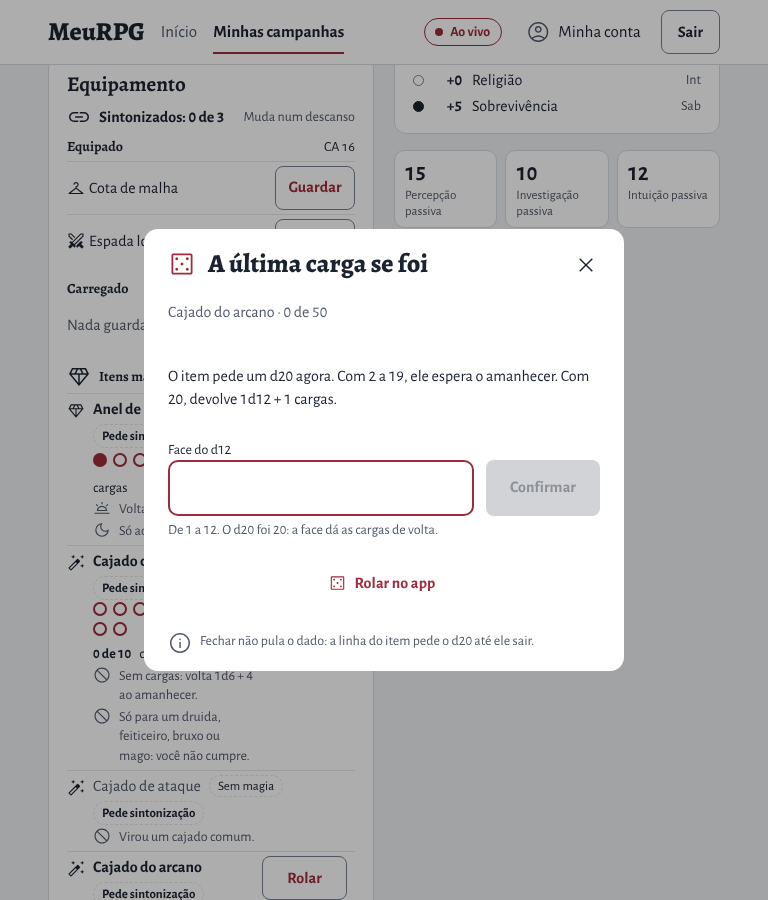 MeuRPG
Início
Minhas campanhas
Ao vivo
Minha conta
Sair
Equipamento
Sintonizados: 0 de 3
Muda num descanso
Equipado
CA 16
Cota de malha
Guardar
Espada
Carregado
Nada guarda
Itens
Anel de
Pede
cargas
Volta
Só
Cajado
Pede
0 de 10
Sem cargas: volta 1d6 + 4
ao amanhecer.
Só para um druida,
feiticeiro, bruxo ou
mago: você não cumpre.
Cajado de ataque
Sem magia
Pede sintonização
Virou um cajado comum.
Cajado do arcano
Rolar
Pede sintonização
+0 Religião
Int
+5 Sobrevivência
Sab
15
Percepção
passiva
10
Investigação
passiva
12
Intuição passiva
A última carga se foi
Cajado do arcano · 0 de 50
O item pede um d20 agora. Com 2 a 19, ele espera o amanhecer. Com
20, devolve 1d12 + 1 cargas.
Face do d12
Confirmar
De 1 a 12. O d20 foi 20: a face dá as cargas de volta.
Rolar no app
Fechar não pula o dado: a linha do item pede o d20 até ele sair.